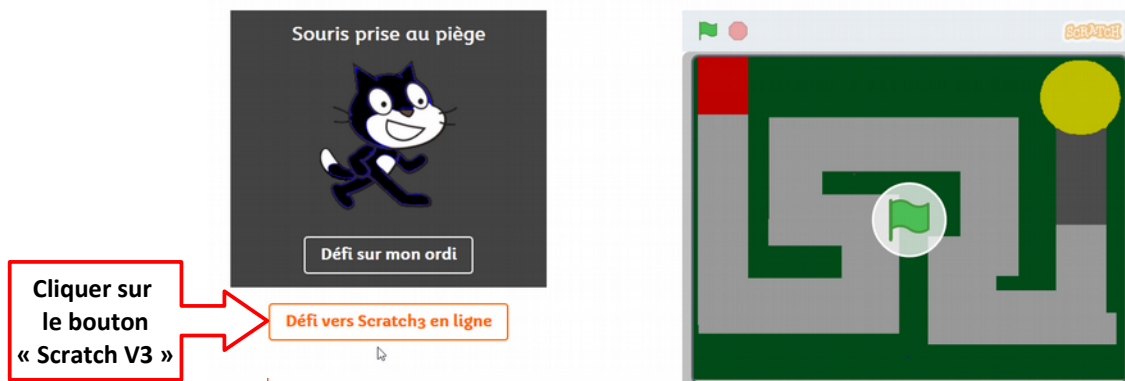 Souris prise au piège
Défi sur mon ordi
Cliquer sur
le bouton
« Scratch V3 »
Défi vers Scratch3 en ligne
SCRATCH